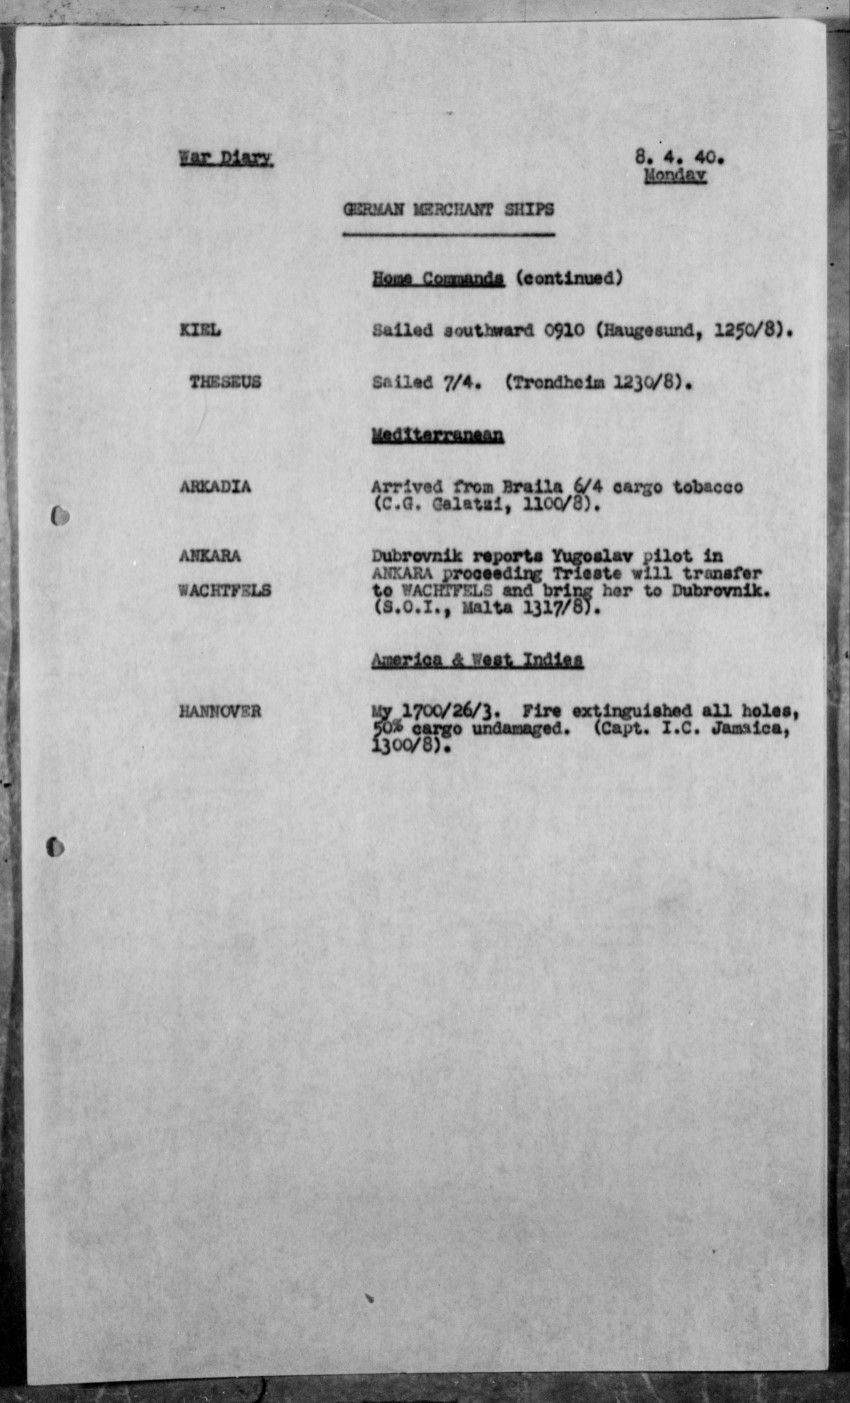 War Diary. 8. 4. 40.
Monday
GERMAN MERCHANT SHIPS
Home Commands (continued)
KIEL Sailed southward 0910 (Haugesund, 1250/8).
THESEUS Sailed 7/4. (Trondheim 1230/8).
Mediterranean
ARKADIA Arrived from Braila 6/4 cargo tobacco
(C.G. Galatzi, 1100/8).
ANKARA Dubrovnik reports Yugoslav pilot in
ANKARA proceeding Trieste will transfer
WACHTFELS to WACHTFELS and bring her to Dubrovnik.
(S.O.I., Malta 1317/8).
America & West Indies
HANNOVER My 1700/26/3. Fire extinguished all holes,
50% cargo undamaged. (Capt. I.C. Jamaica,
1300/8).